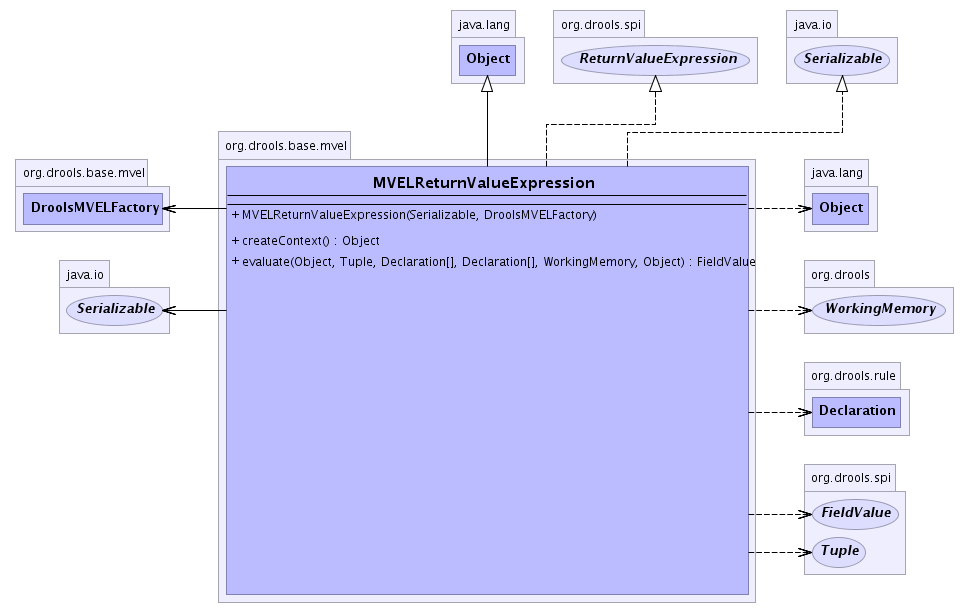 java.lang
Object
org.drools.spi
ReturnValueExpression
java.io
Serializable
org.drools.base.mvel
MVELReturnValueExpression
+ MVELReturnValueExpression(Serializable, DroolsMVELFactory)
+ createContext() : Object
+ evaluate(Object, Tuple, Declaration[], Declaration[], WorkingMemory, Object) : FieldValue
org.drools.base.mvel
DroolsMVELFactory
java.io
Serializable
java.lang
Object
org.drools
WorkingMemory
org.drools.rule
Declaration
org.drools.spi
FieldValue
Tuple